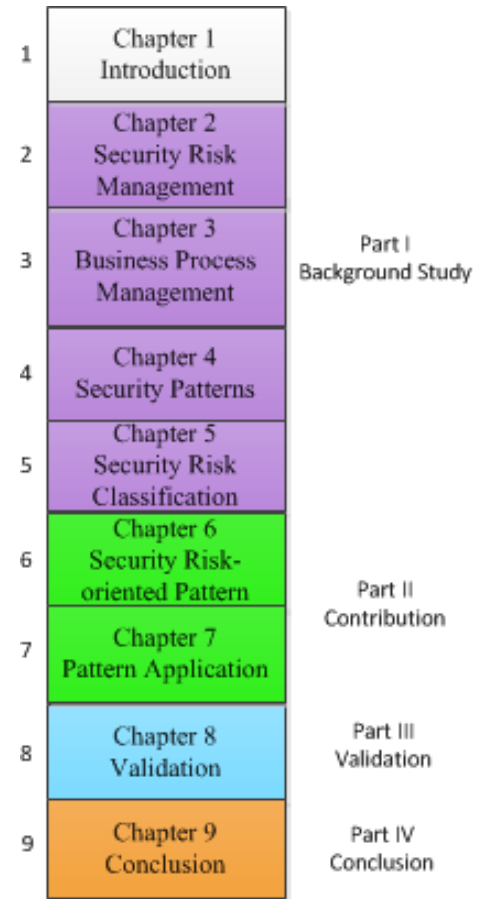 1
Chapter 1
Introduction
2
Chapter 2
Security Risk
Management
3
Chapter 3
Business Process
Management
Part I
Background Study
4
Chapter 4
Security Patterns
5
Chapter 5
Security Risk
Classification
6
Chapter 6
Security Risk-
oriented Pattern
Part II
Contribution
7
Chapter 7
Pattern Application
8
Chapter 8
Validation
Part III
Validation
9
Chapter 9
Conclusion
Part IV
Conclusion